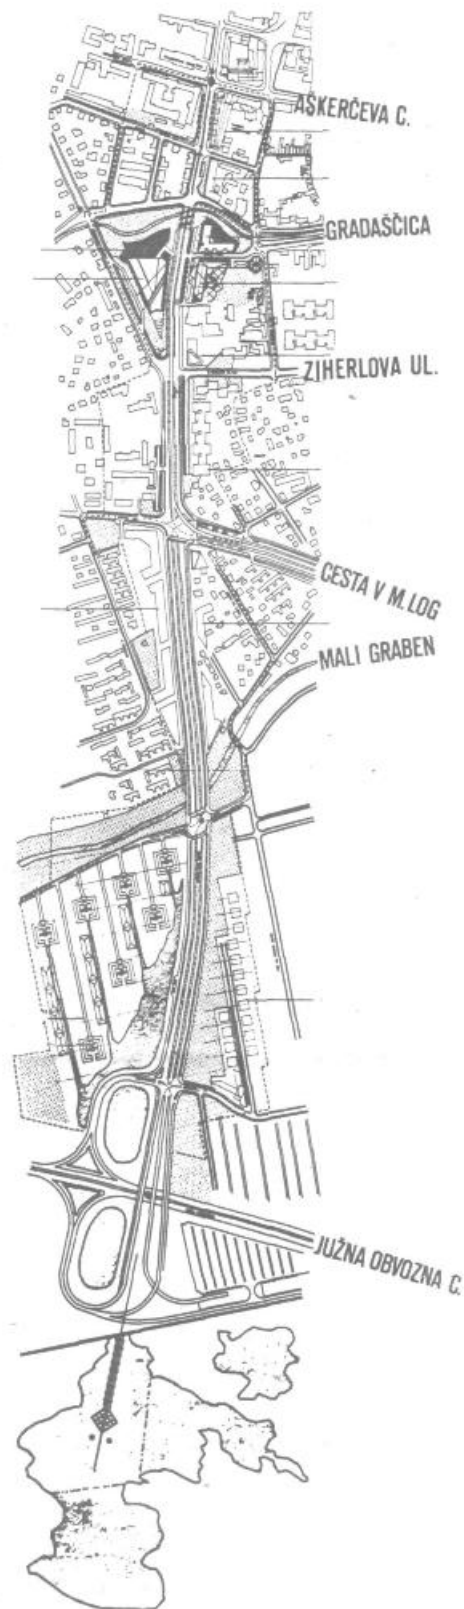 AŠKERČEVA C.
GRADAŠČICA
ZIHERLOVA UL.
CESTA V M. LOG
MALI GRABEN
JUŽNA OBVOZNA C.